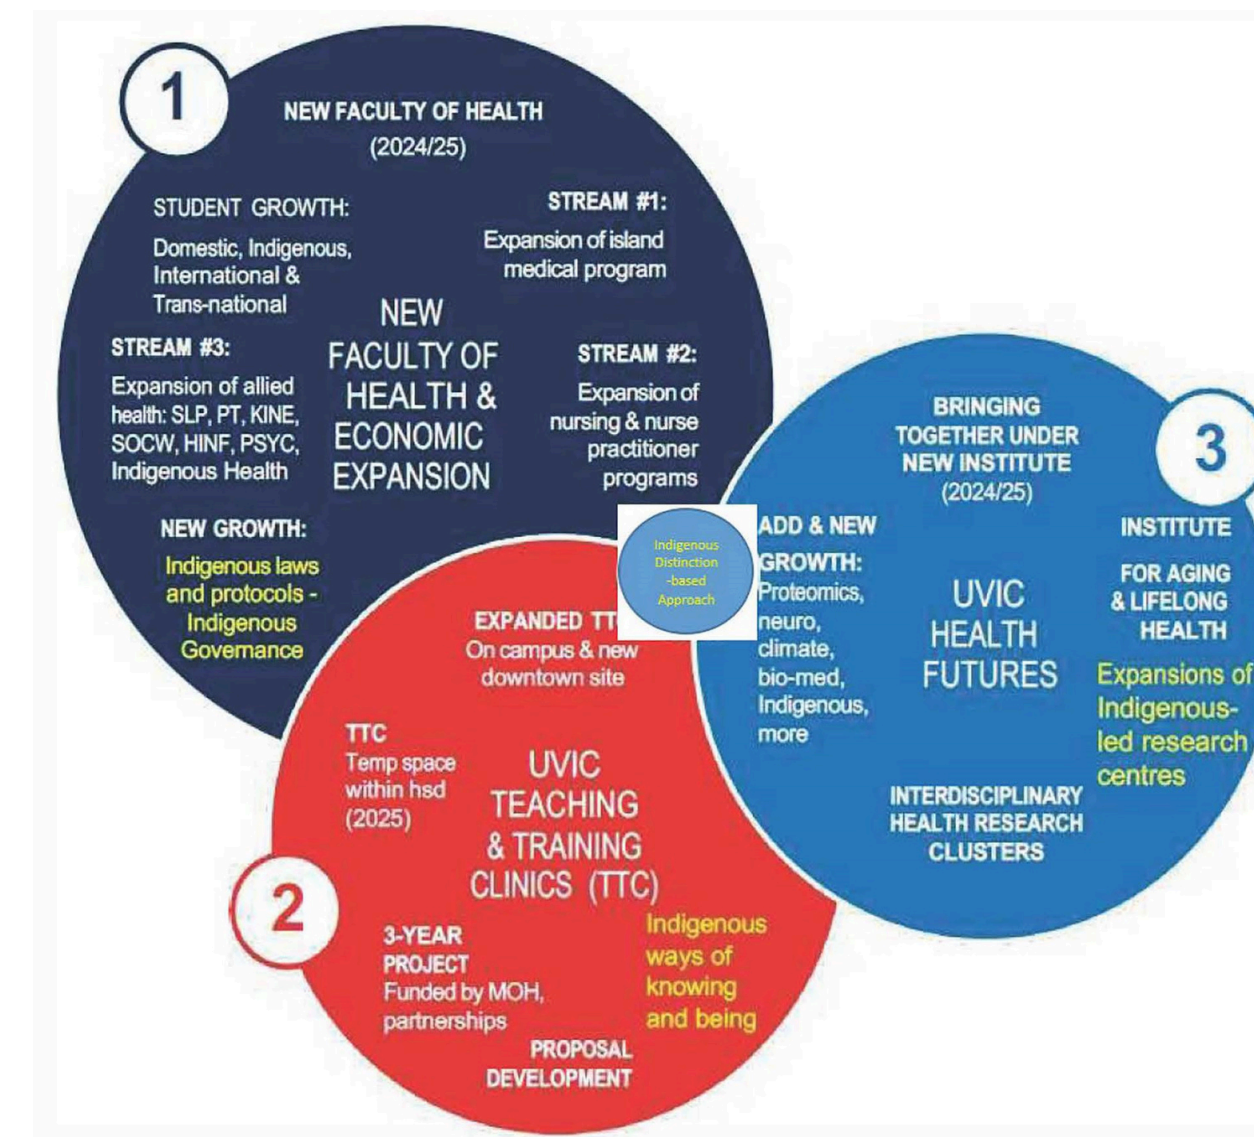 1
NEW FACULTY OF HEALTH
(2024/25)
STUDENT GROWTH:
Domestic, Indigenous,
International &
Trans-national
STREAM #1:
Expansion of island
medical program
NEW
FACULTY OF
HEALTH &
ECONOMIC
EXPANSION
STREAM #3:
Expansion of allied
health: SLP, PT, KINE,
SOCW, HINF, PSYC,
Indigenous Health
STREAM #2:
Expansion of
nursing & nurse
practitioner
programs
NEW GROWTH:
Indigenous laws
and protocols -
Indigenous
Governance
Indigenous
Distinction
-based
Approach
2
EXPANDED
On campus & new
downtown site
TTC
Temp space
within hsd
(2025)
UVIC
TEACHING
& TRAINING
CLINICS (TTC)
3-YEAR
PROJECT
Funded by MOH,
partnerships
Indigenous
ways of
knowing
and being
PROPOSAL
DEVELOPMENT
3
BRINGING
TOGETHER UNDER
NEW INSTITUTE
(2024/25)
ADD & NEW
GROWTH:
Proteomics,
neuro,
climate,
bio-med,
Indigenous,
more
UVIC
HEALTH
FUTURES
INSTITUTE
FOR AGING
& LIFELONG
HEALTH
Expansions of
Indigenous-
led research
centres
INTERDISCIPLINARY
HEALTH RESEARCH
CLUSTERS